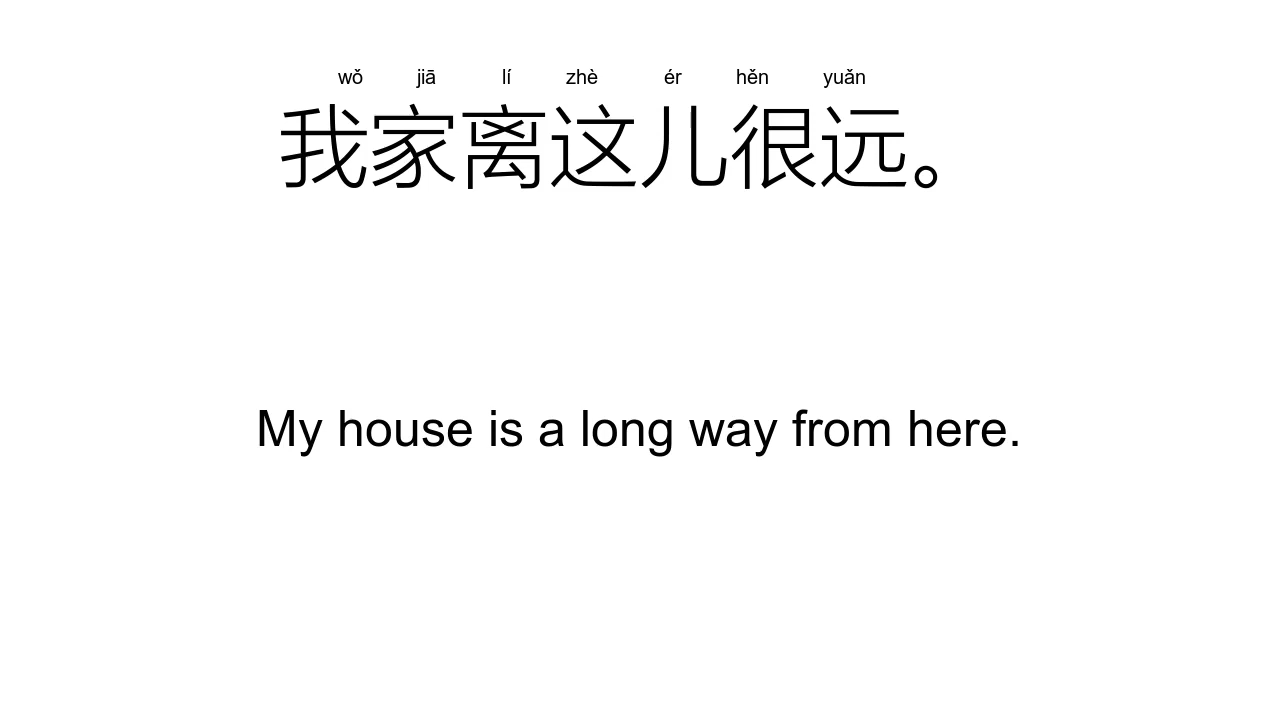 wǒ jiā lí zhè ér hěn yuǎn
我家离这儿很远。
My house is a long way from here.